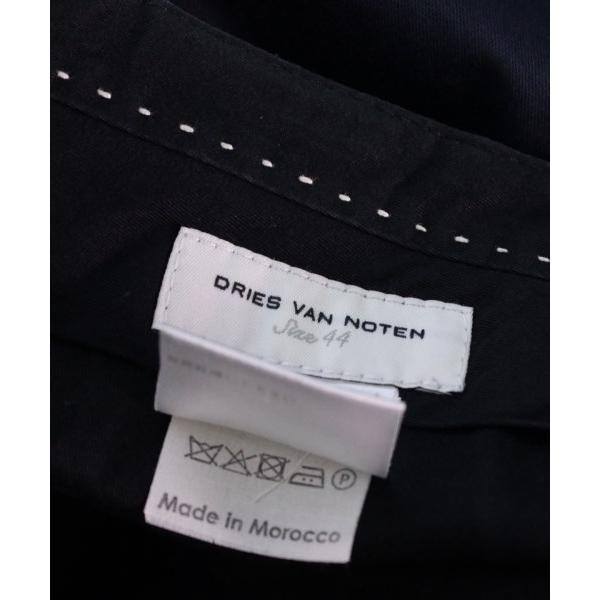 DRIES VAN NOTEN
Size 44
P
Made in Morocco